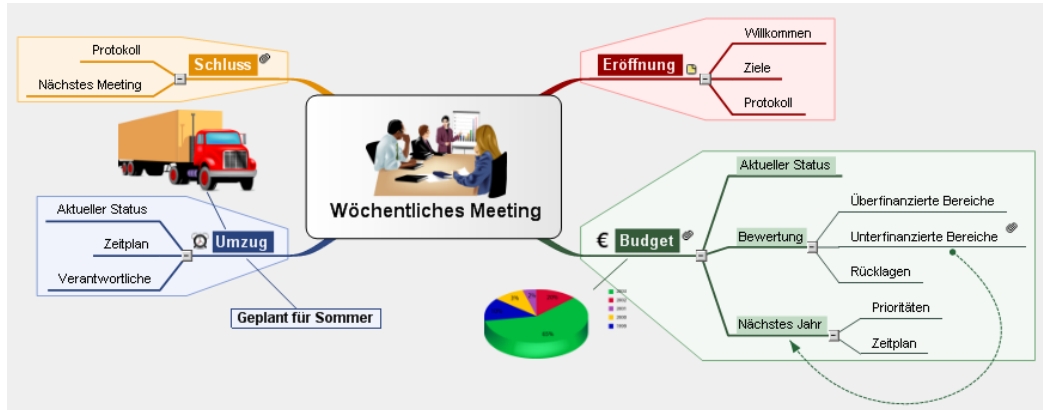 Wöchentliches Meeting
Eröffnung
Willkommen
Ziele
Protokoll
€ Budget
Aktueller Status
Bewertung
Überfinanzierte Bereiche
Unterfinanzierte Bereiche
Rücklagen
Nächstes Jahr
Prioritäten
Zeitplan
Umzug
Aktueller Status
Zeitplan
Verantwortliche
Geplant für Sommer
Schluss
Protokoll
Nächstes Meeting